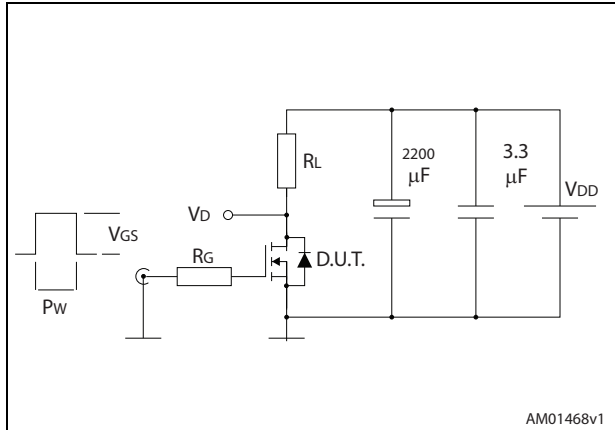 RL
2200
μF
3.3
μF
VDD
VD
VGS
RG
D.U.T.
PW
AM01468v1